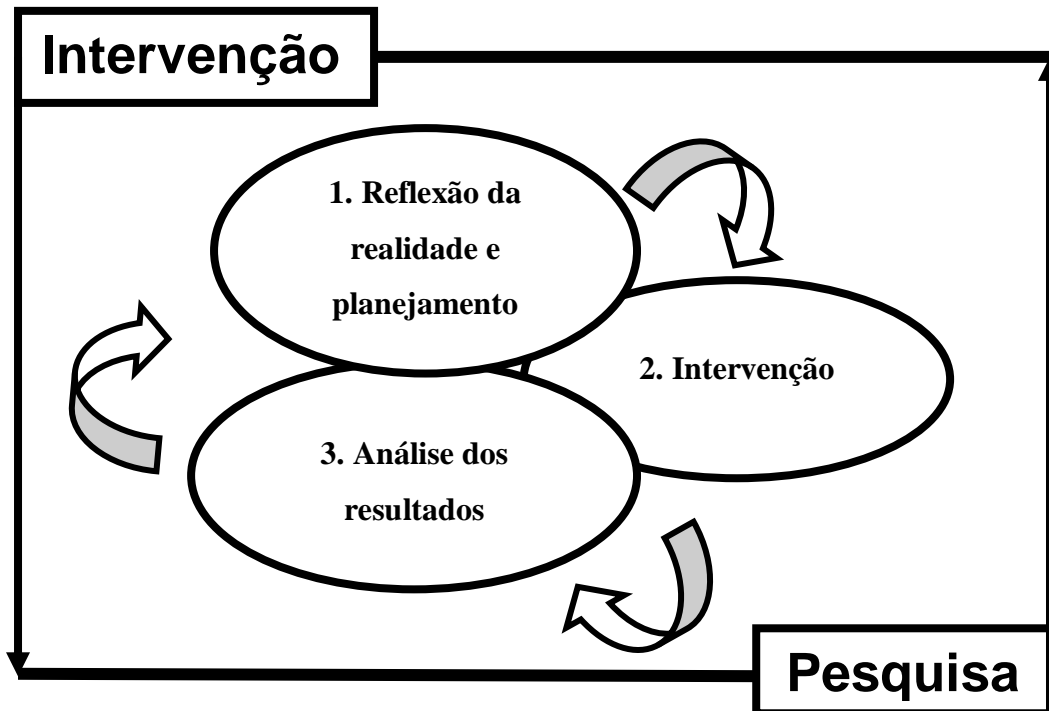 Intervenção
1. Reflexão da
realidade e
planejamento
2. Intervenção
3. Análise dos
resultados
Pesquisa